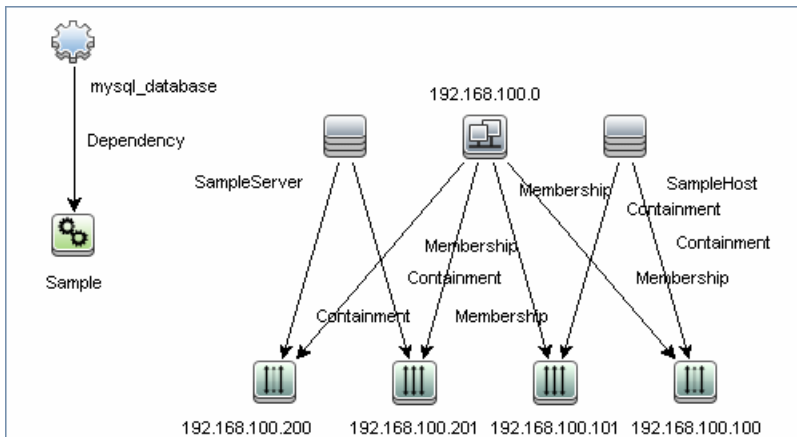 mysql_database
192.168.100.0
Dependency
SampleServer
Membership
SampleHost
Containment
Membership
Containment
Sample
Containment
Membership
Containment
Membership
192.168.100.200
192.168.100.201
192.168.100.101
192.168.100.100